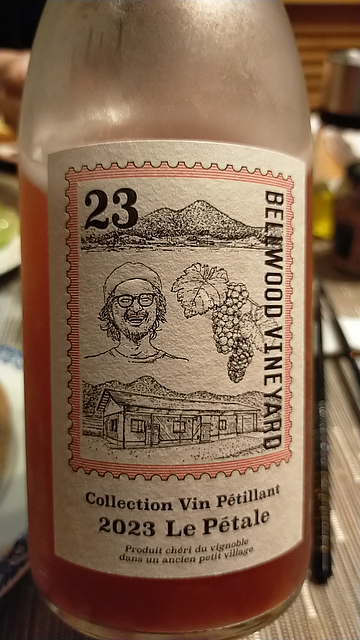 23
BELLWOOD VINEYARD
Collection Vin Pétillant
2023 Le Pétale
Produit chéri du vignoble
dans un ancien petit village